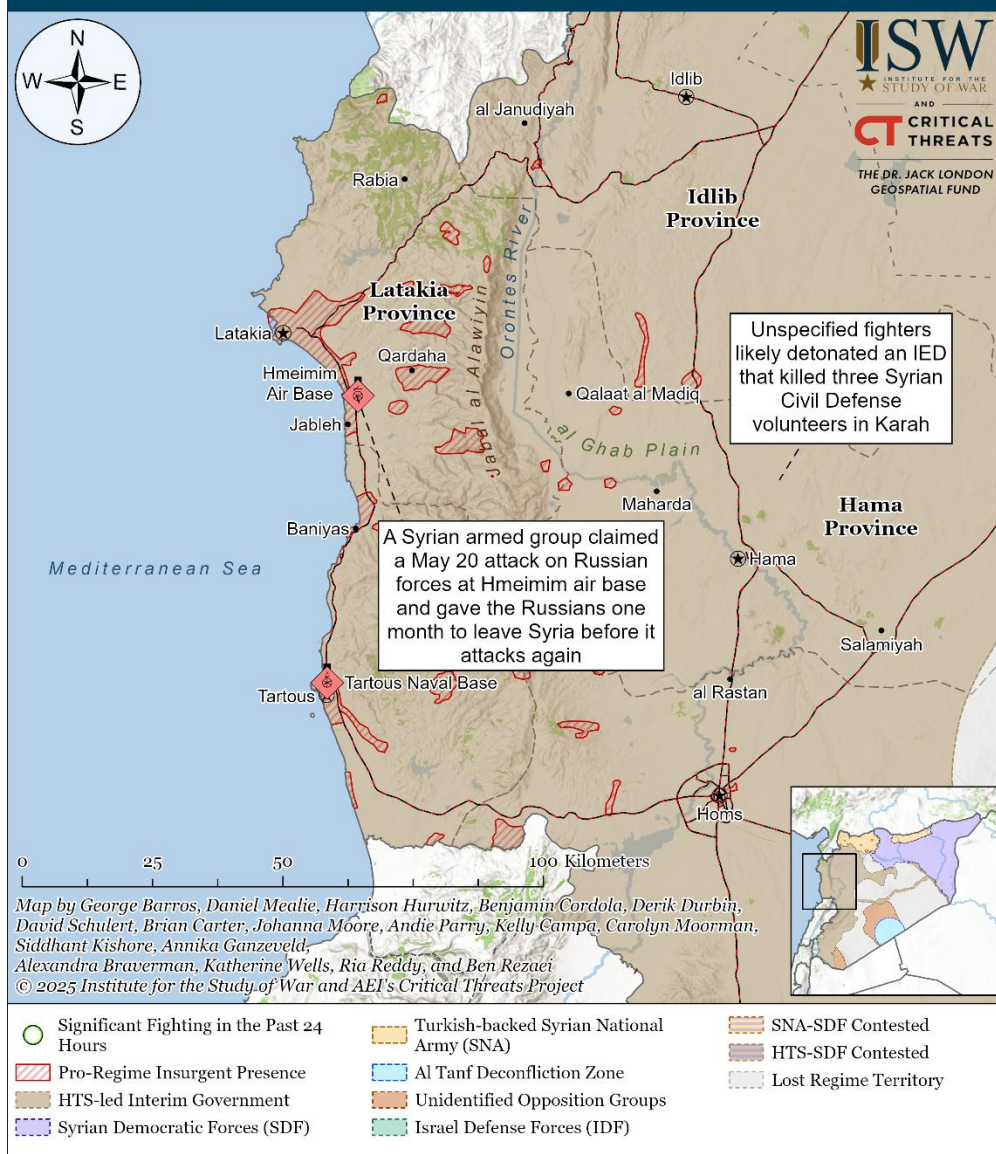 N
W
E
S
ISW
INSTITUTE FOR THE
STUDY OF WAR
AND
CT CRITICAL
THREATS
THE DR. JACK LONDON
GEOSPATIAL FUND
Idlib
al Janudiyah
Rabia
Idlib
Province
Orontes River
Latakia
Province
Latakia
Jabal al Alawiyin
Qardaha
Hmeimim
Air Base
Jableh
Qalaat al Madiq
Unspecified fighters
likely detonated an IED
that killed three Syrian
Civil Defense
volunteers in Karah
al Ghab Plain
Maharda
Hama
Province
Baniyas
A Syrian armed group claimed
a May 20 attack on Russian
forces at Hmeimim air base
and gave the Russians one
month to leave Syria before it
attacks again
Mediterranean Sea
Hama
Salamiyah
al Rastan
Tartous Naval Base
Tartous
Homs
0 25 50 100 Kilometers
Map by George Barros, Daniel Mealie, Harrison Hurwitz, Benjamin Cordola, Derik Durbin,
David Schulert, Brian Carter, Johanna Moore, Andie Parry, Kelly Campa, Carolyn Moorman,
Siddhant Kishore, Annika Ganzeveld,
Alexandra Braverman, Katherine Wells, Ria Reddy, and Ben Rezaei
© 2025 Institute for the Study of War and AEI's Critical Threats Project
Significant Fighting in the Past 24
Hours
Pro-Regime Insurgent Presence
HTS-led Interim Government
Syrian Democratic Forces (SDF)
Turkish-backed Syrian National
Army (SNA)
Al Tanf Deconfliction Zone
Unidentified Opposition Groups
Israel Defense Forces (IDF)
SNA-SDF Contested
HTS-SDF Contested
Lost Regime Territory